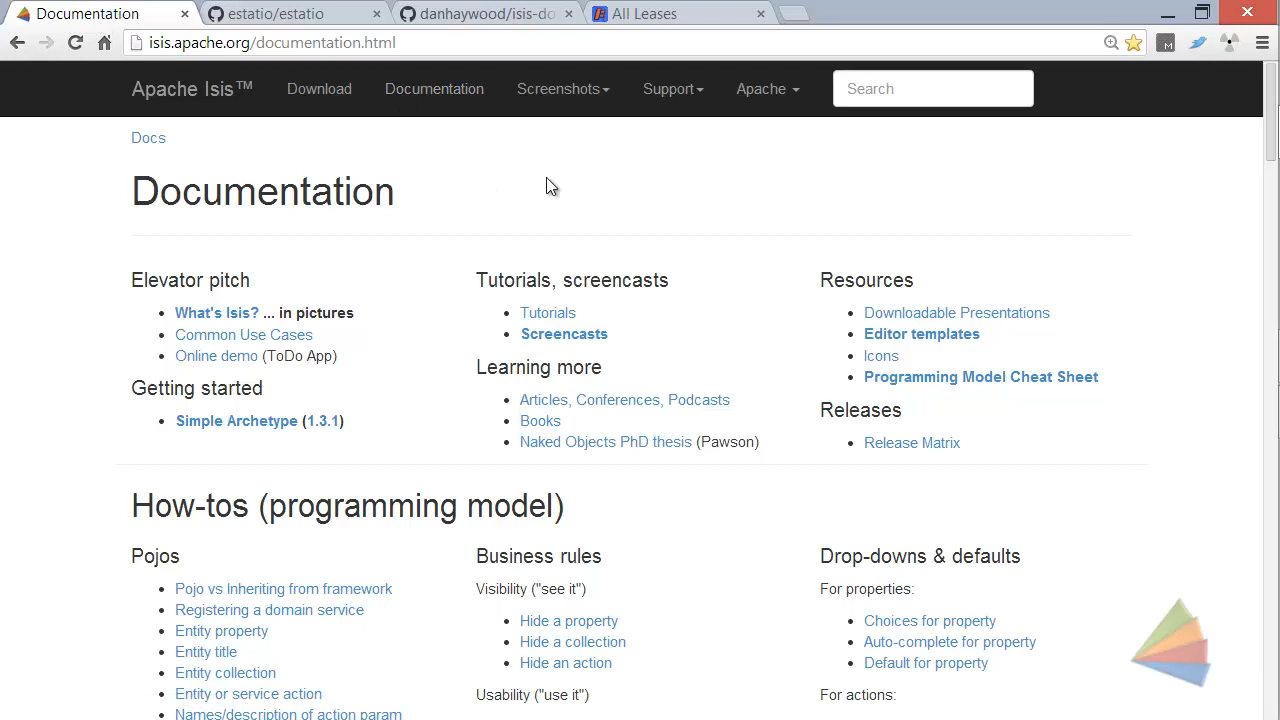 Documentation
estatio/estatio
danhaywood/isis-do
All Leases
isis.apache.org/documentation.html
Apache Isis™
Download
Documentation
Screenshots
Support
Apache
Search
Docs
Documentation
Elevator pitch
What's Isis? ... in pictures
Common Use Cases
Online demo (ToDo App)
Getting started
Simple Archetype (1.3.1)
Tutorials, screencasts
Tutorials
Screencasts
Learning more
Articles, Conferences, Podcasts
Books
Naked Objects PhD thesis (Pawson)
Resources
Downloadable Presentations
Editor templates
Icons
Programming Model Cheat Sheet
Releases
Release Matrix
How-tos (programming model)
Pojos
Pojo vs Inheriting from framework
Registering a domain service
Entity property
Entity title
Entity collection
Entity or service action
Names/description of action param
Business rules
Visibility ("see it")
Hide a property
Hide a collection
Hide an action
Usability ("use it")
Drop-downs & defaults
For properties:
Choices for property
Auto-complete for property
Default for property
For actions: